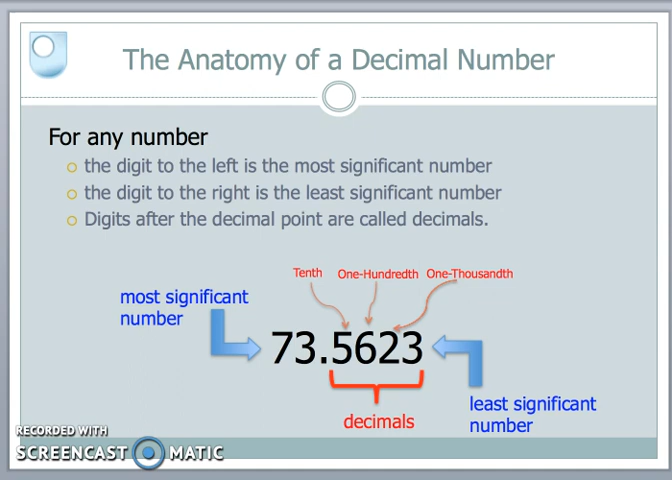 The Anatomy of a Decimal Number
For any number
the digit to the left is the most significant number
the digit to the right is the least significant number
Digits after the decimal point are called decimals.
Tenth One-Hundredth One-Thousandth
most significant
number
73.5623
decimals
least significant
number
RECORDED WITH
SCREENCAST MATIC